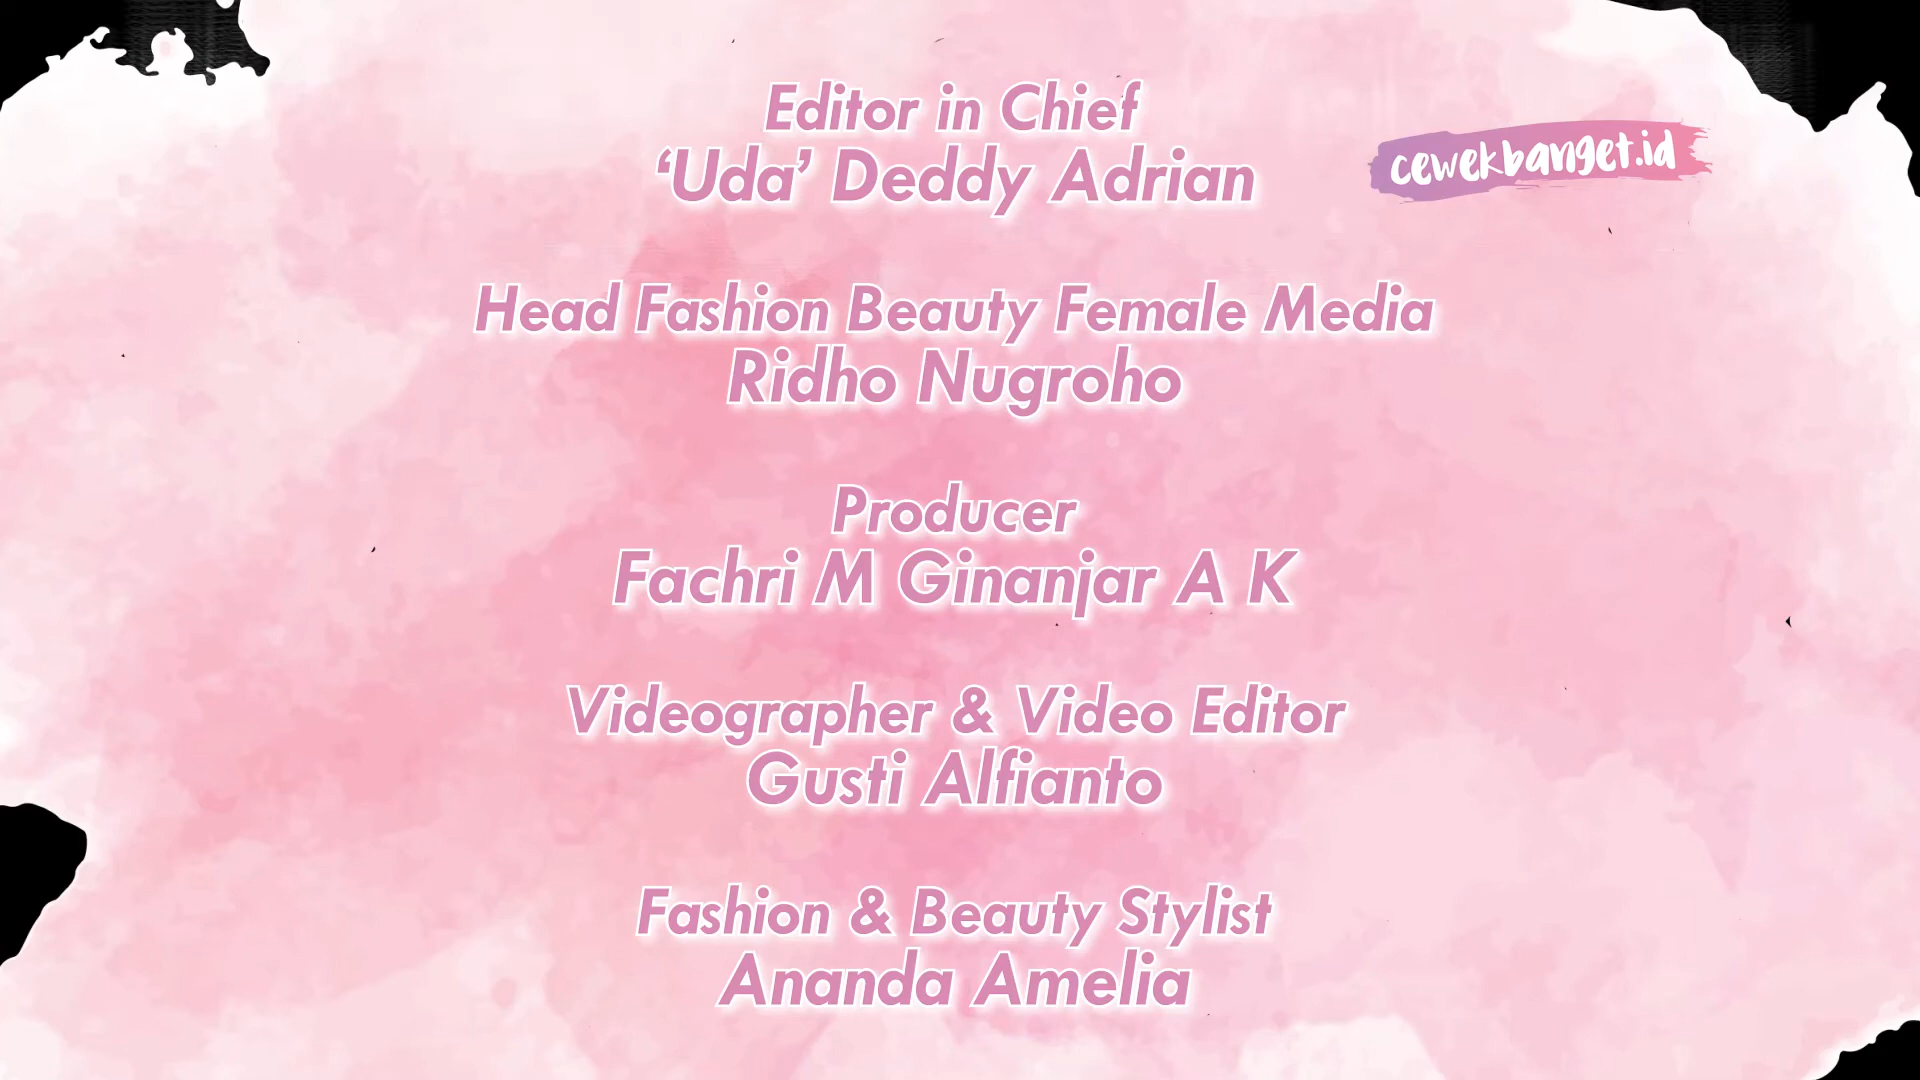 Editor in Chief
‘Uda’ Deddy Adrian
cewekbanget.id
Head Fashion Beauty Female Media
Ridho Nugroho
Producer
Fachri M Ginanjar A K
Videographer & Video Editor
Gusti Alfianto
Fashion & Beauty Stylist
Ananda Amelia